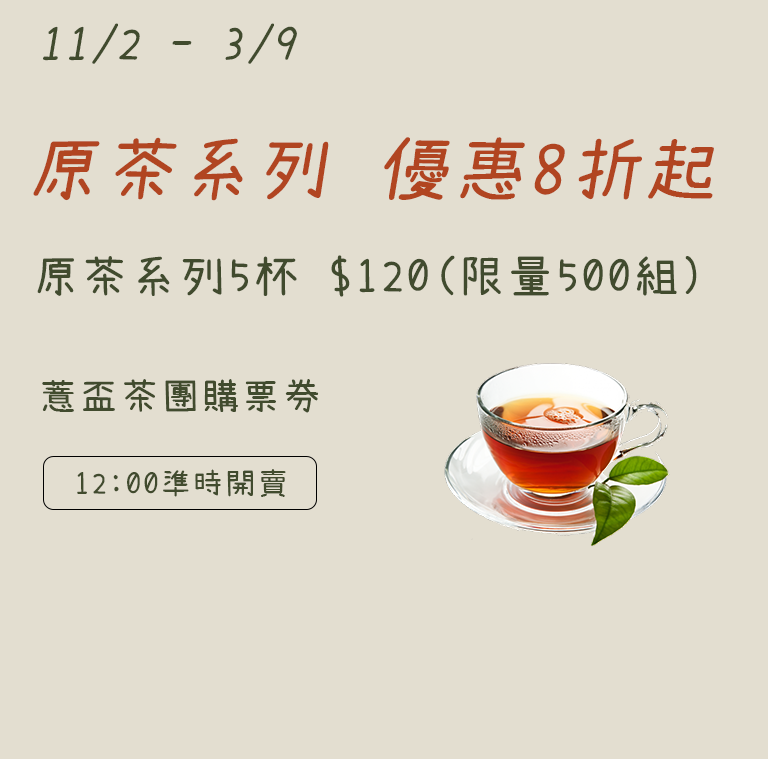 11/2 - 3/9
原茶系列 優惠8折起
原茶系列5杯 $120(限量500組)
薏盃茶團購票券
12:00準時開賣